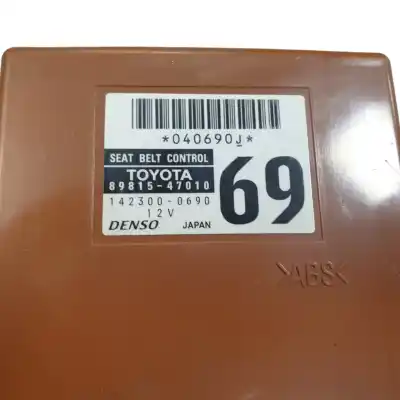 *040690J*
SEAT BELT CONTROL
TOYOTA
89815-47010
69
142300-0690
12V
DENSO JAPAN
>ABS<